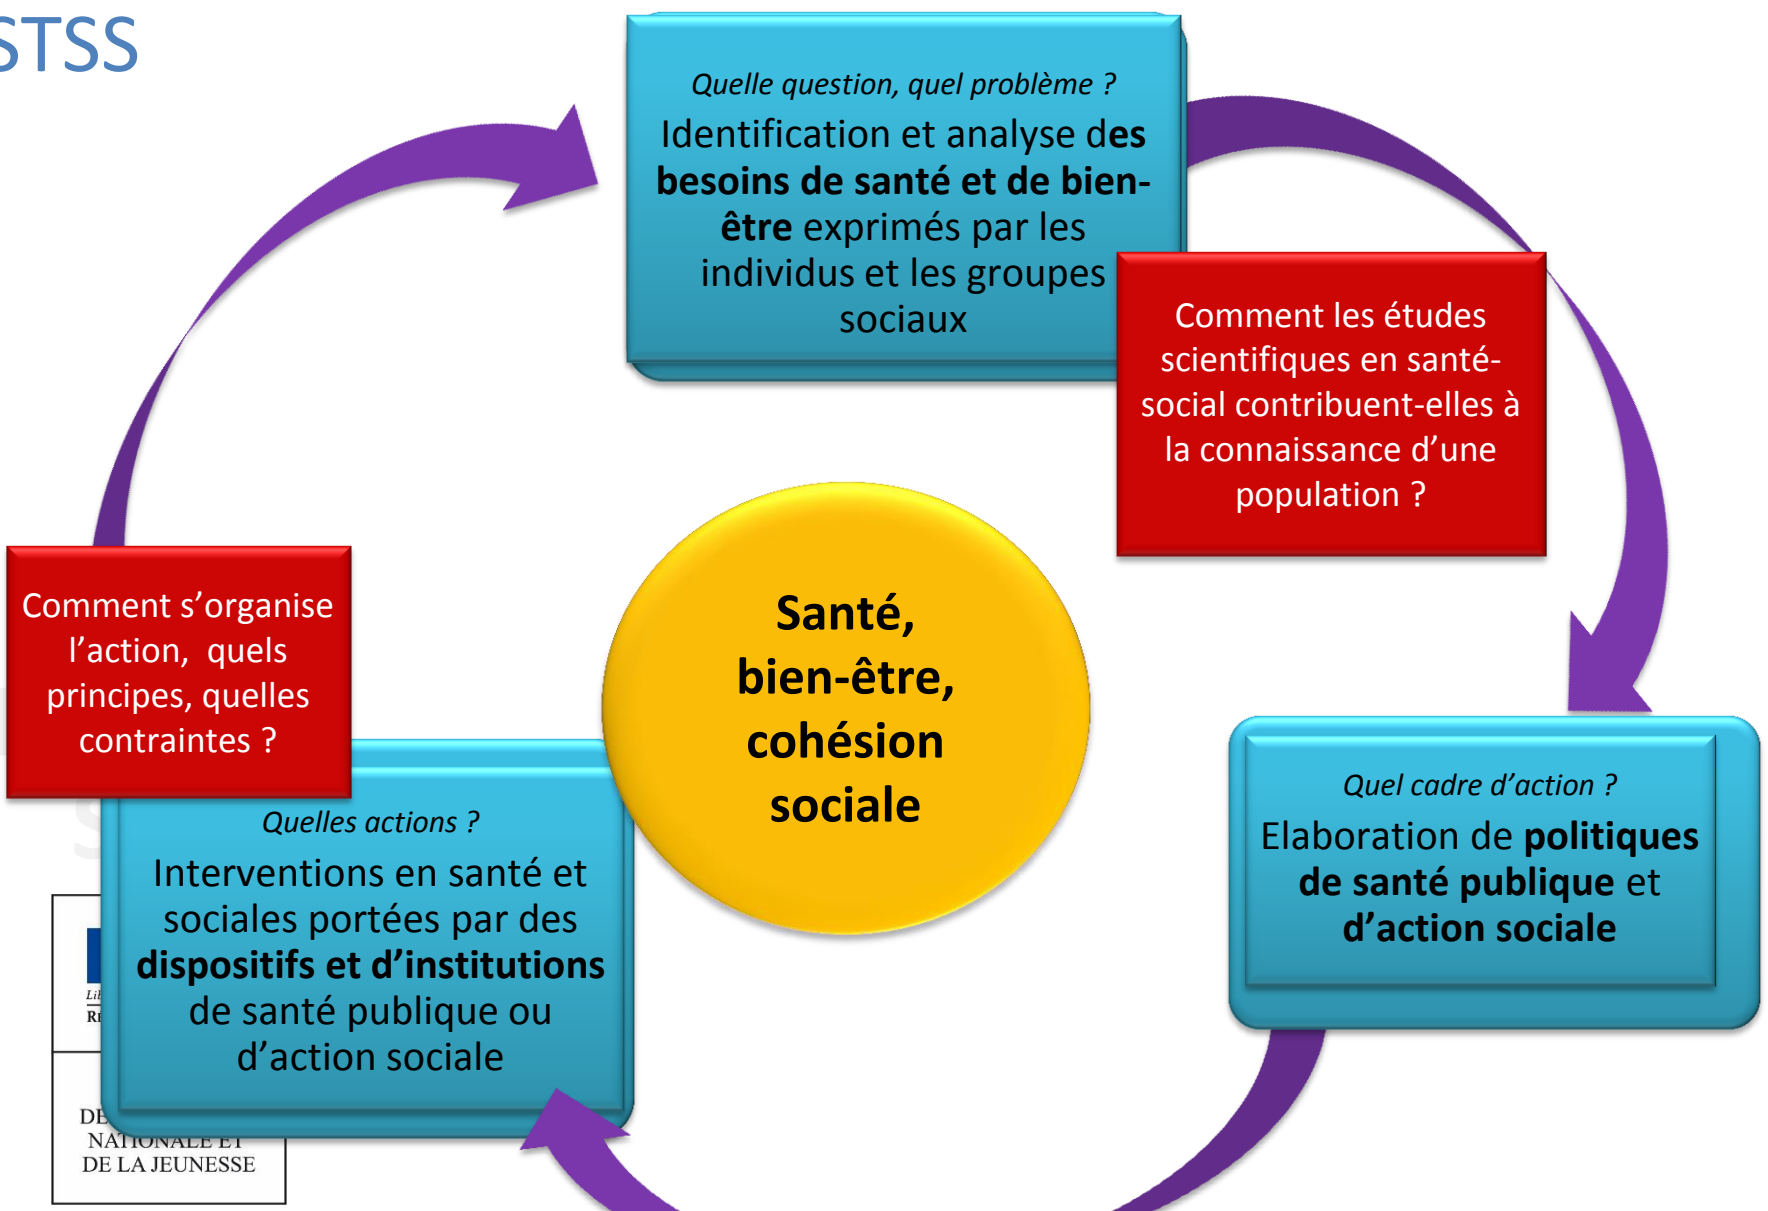 STSS
Quelle question, quel problème ?
Identification et analyse des
besoins de santé et de bien-
être exprimés par les
individus et les groupes
sociaux
Comment les études
scientifiques en santé-
social contribuent-elles à
la connaissance d’une
population ?
Santé,
bien-être,
cohésion
sociale
Comment s’organise
l’action,  quels
principes, quelles
contraintes ?
Quel cadre d’action ?
Elaboration de politiques
de santé publique et
d’action sociale
Quelles actions ?
Interventions en santé et
sociales portées par des
dispositifs et d’institutions
de santé publique ou
d’action sociale
NATIONALE ET
DE LA JEUNESSE